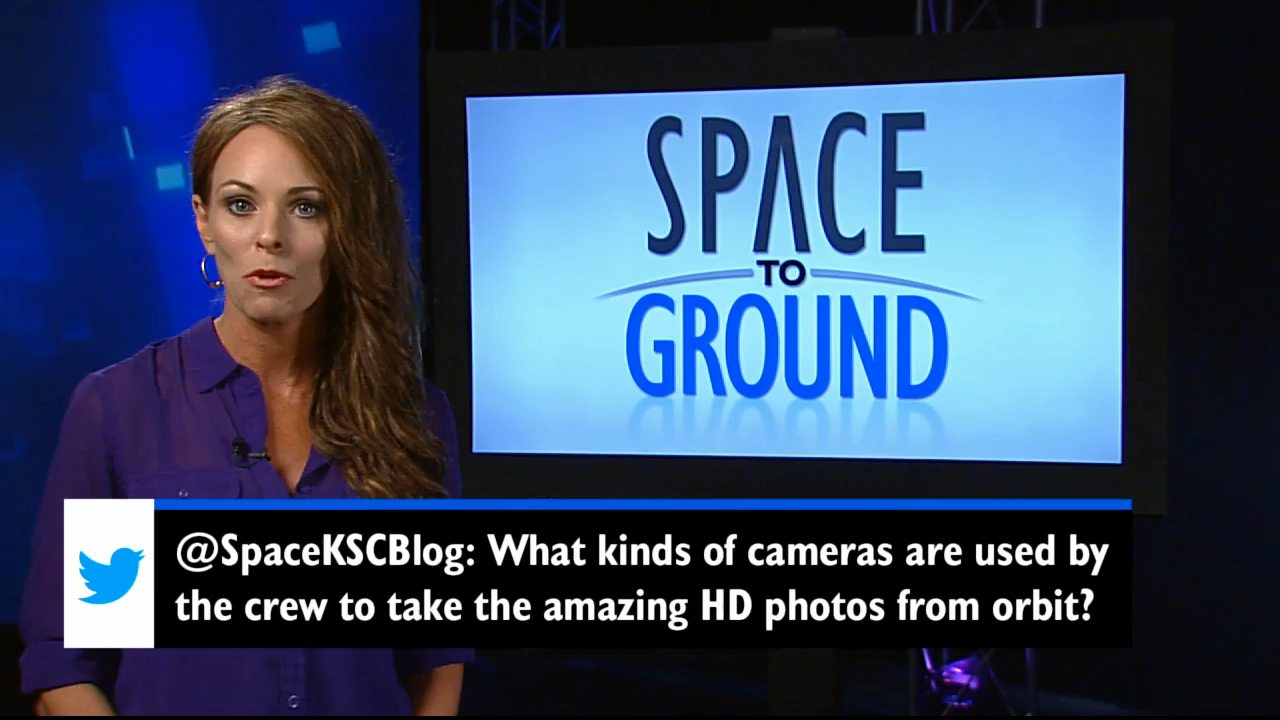 SPACE
TO
GROUND
@SpaceKSCBlog: What kinds of cameras are used by
the crew to take the amazing HD photos from orbit?